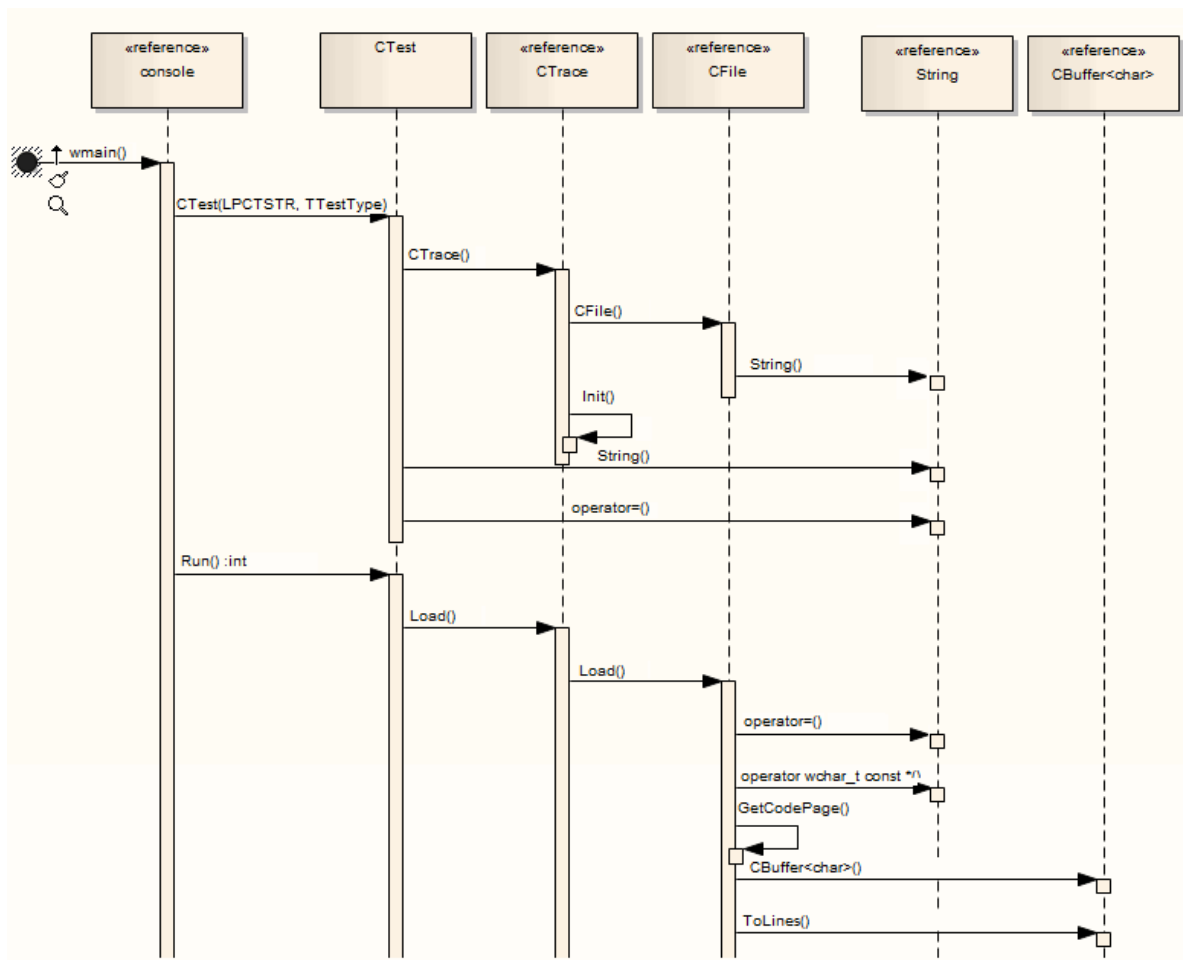 «reference»
console
CTest
«reference»
CTrace
«reference»
CFile
«reference»
String
«reference»
CBuffer<char>
wmain()
CTest(LPCTSTR, TTestType)
CTrace()
CFile()
String()
Init()
String()
operator=()
Run() :int
Load()
Load()
operator=()
operator wchar_t const *()
GetCodePage()
CBuffer<char>()
ToLines()